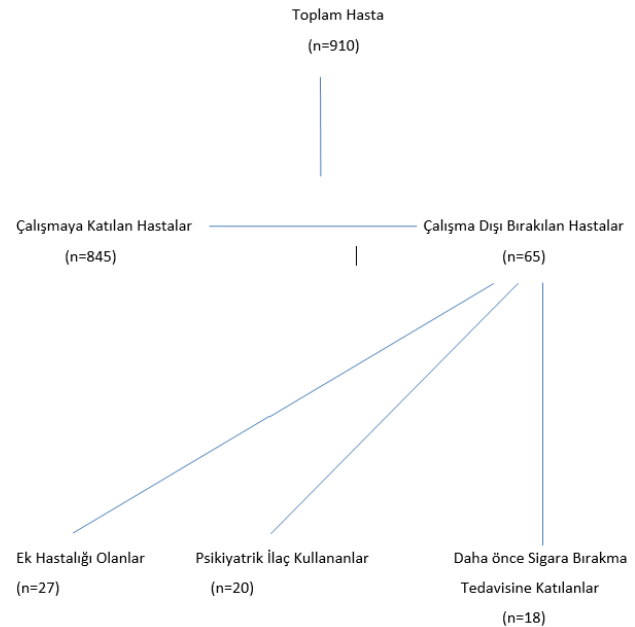 Toplam Hasta
(n=910)
Çalışmaya Katılan Hastalar
(n=845)
Çalışma Dışı Bırakılan Hastalar
(n=65)
Ek Hastalığı Olanlar
(n=27)
Psikiyatrik İlaç Kullananlar
(n=20)
Daha önce Sigara Bırakma
Tedavisine Katılanlar
(n=18)